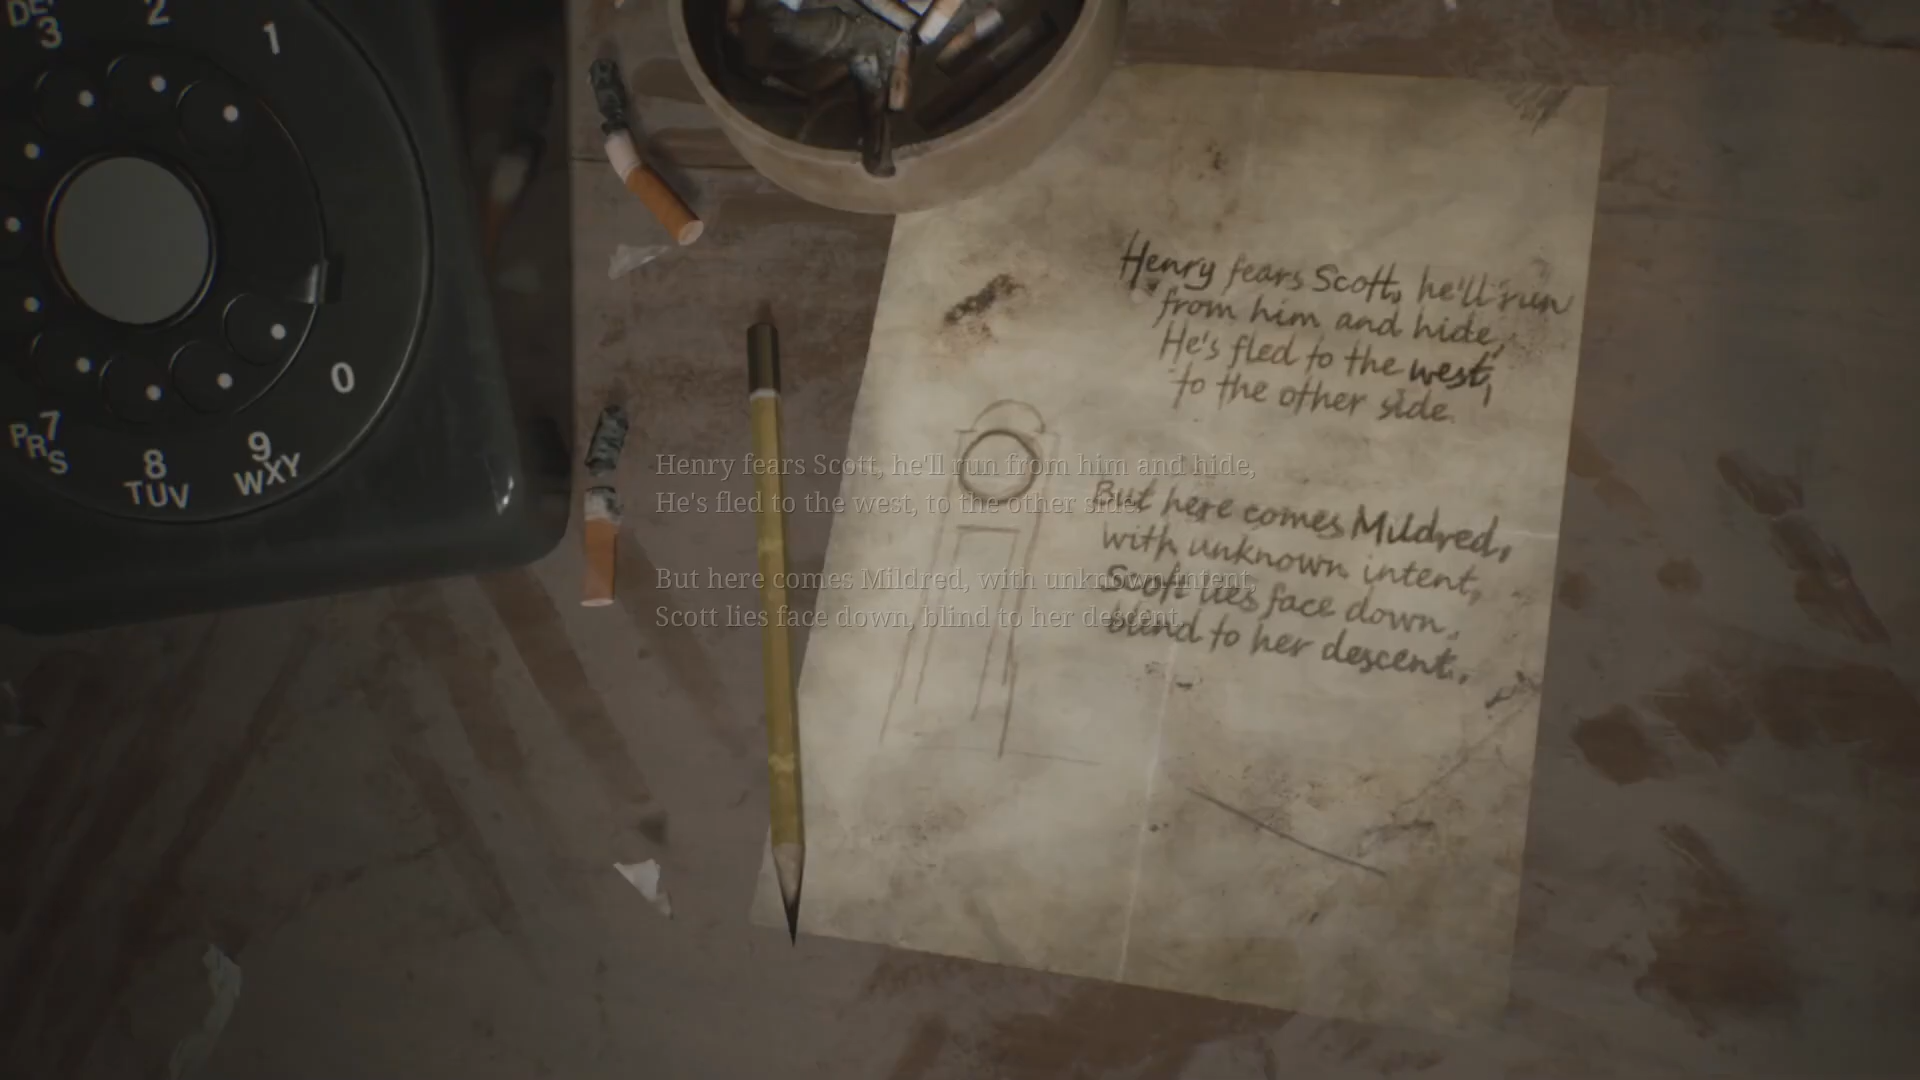 DEF
3
2
1
0
9
WXY
8
TUV
7
PRS
Henry fears Scott, he'll run
from him and hide,
He's fled to the west,
to the other side.
But here comes Mildred,
with unknown intent,
Scott lies face down,
blind to her descent.
Henry fears Scott, he'll run from him and hide,
He's fled to the west, to the other side.
But here comes Mildred, with unknown intent,
Scott lies face down, blind to her descent.